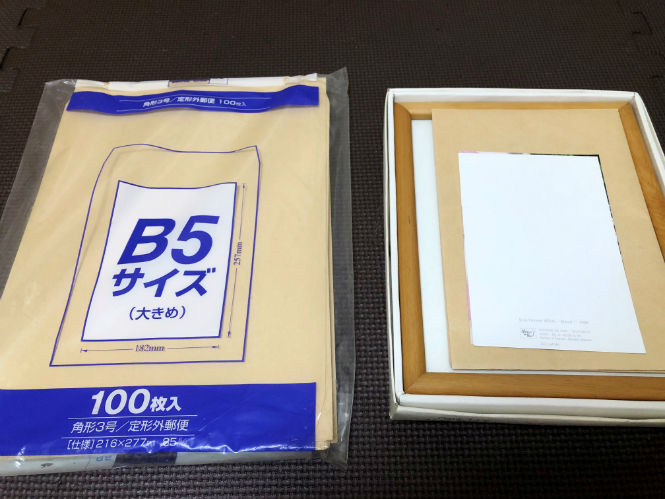 角形3号/定形外郵便 100枚入
B5
サイズ
(大きめ)
257mm
182mm
100枚入
角形3号/定形外郵便
[仕様]216×277